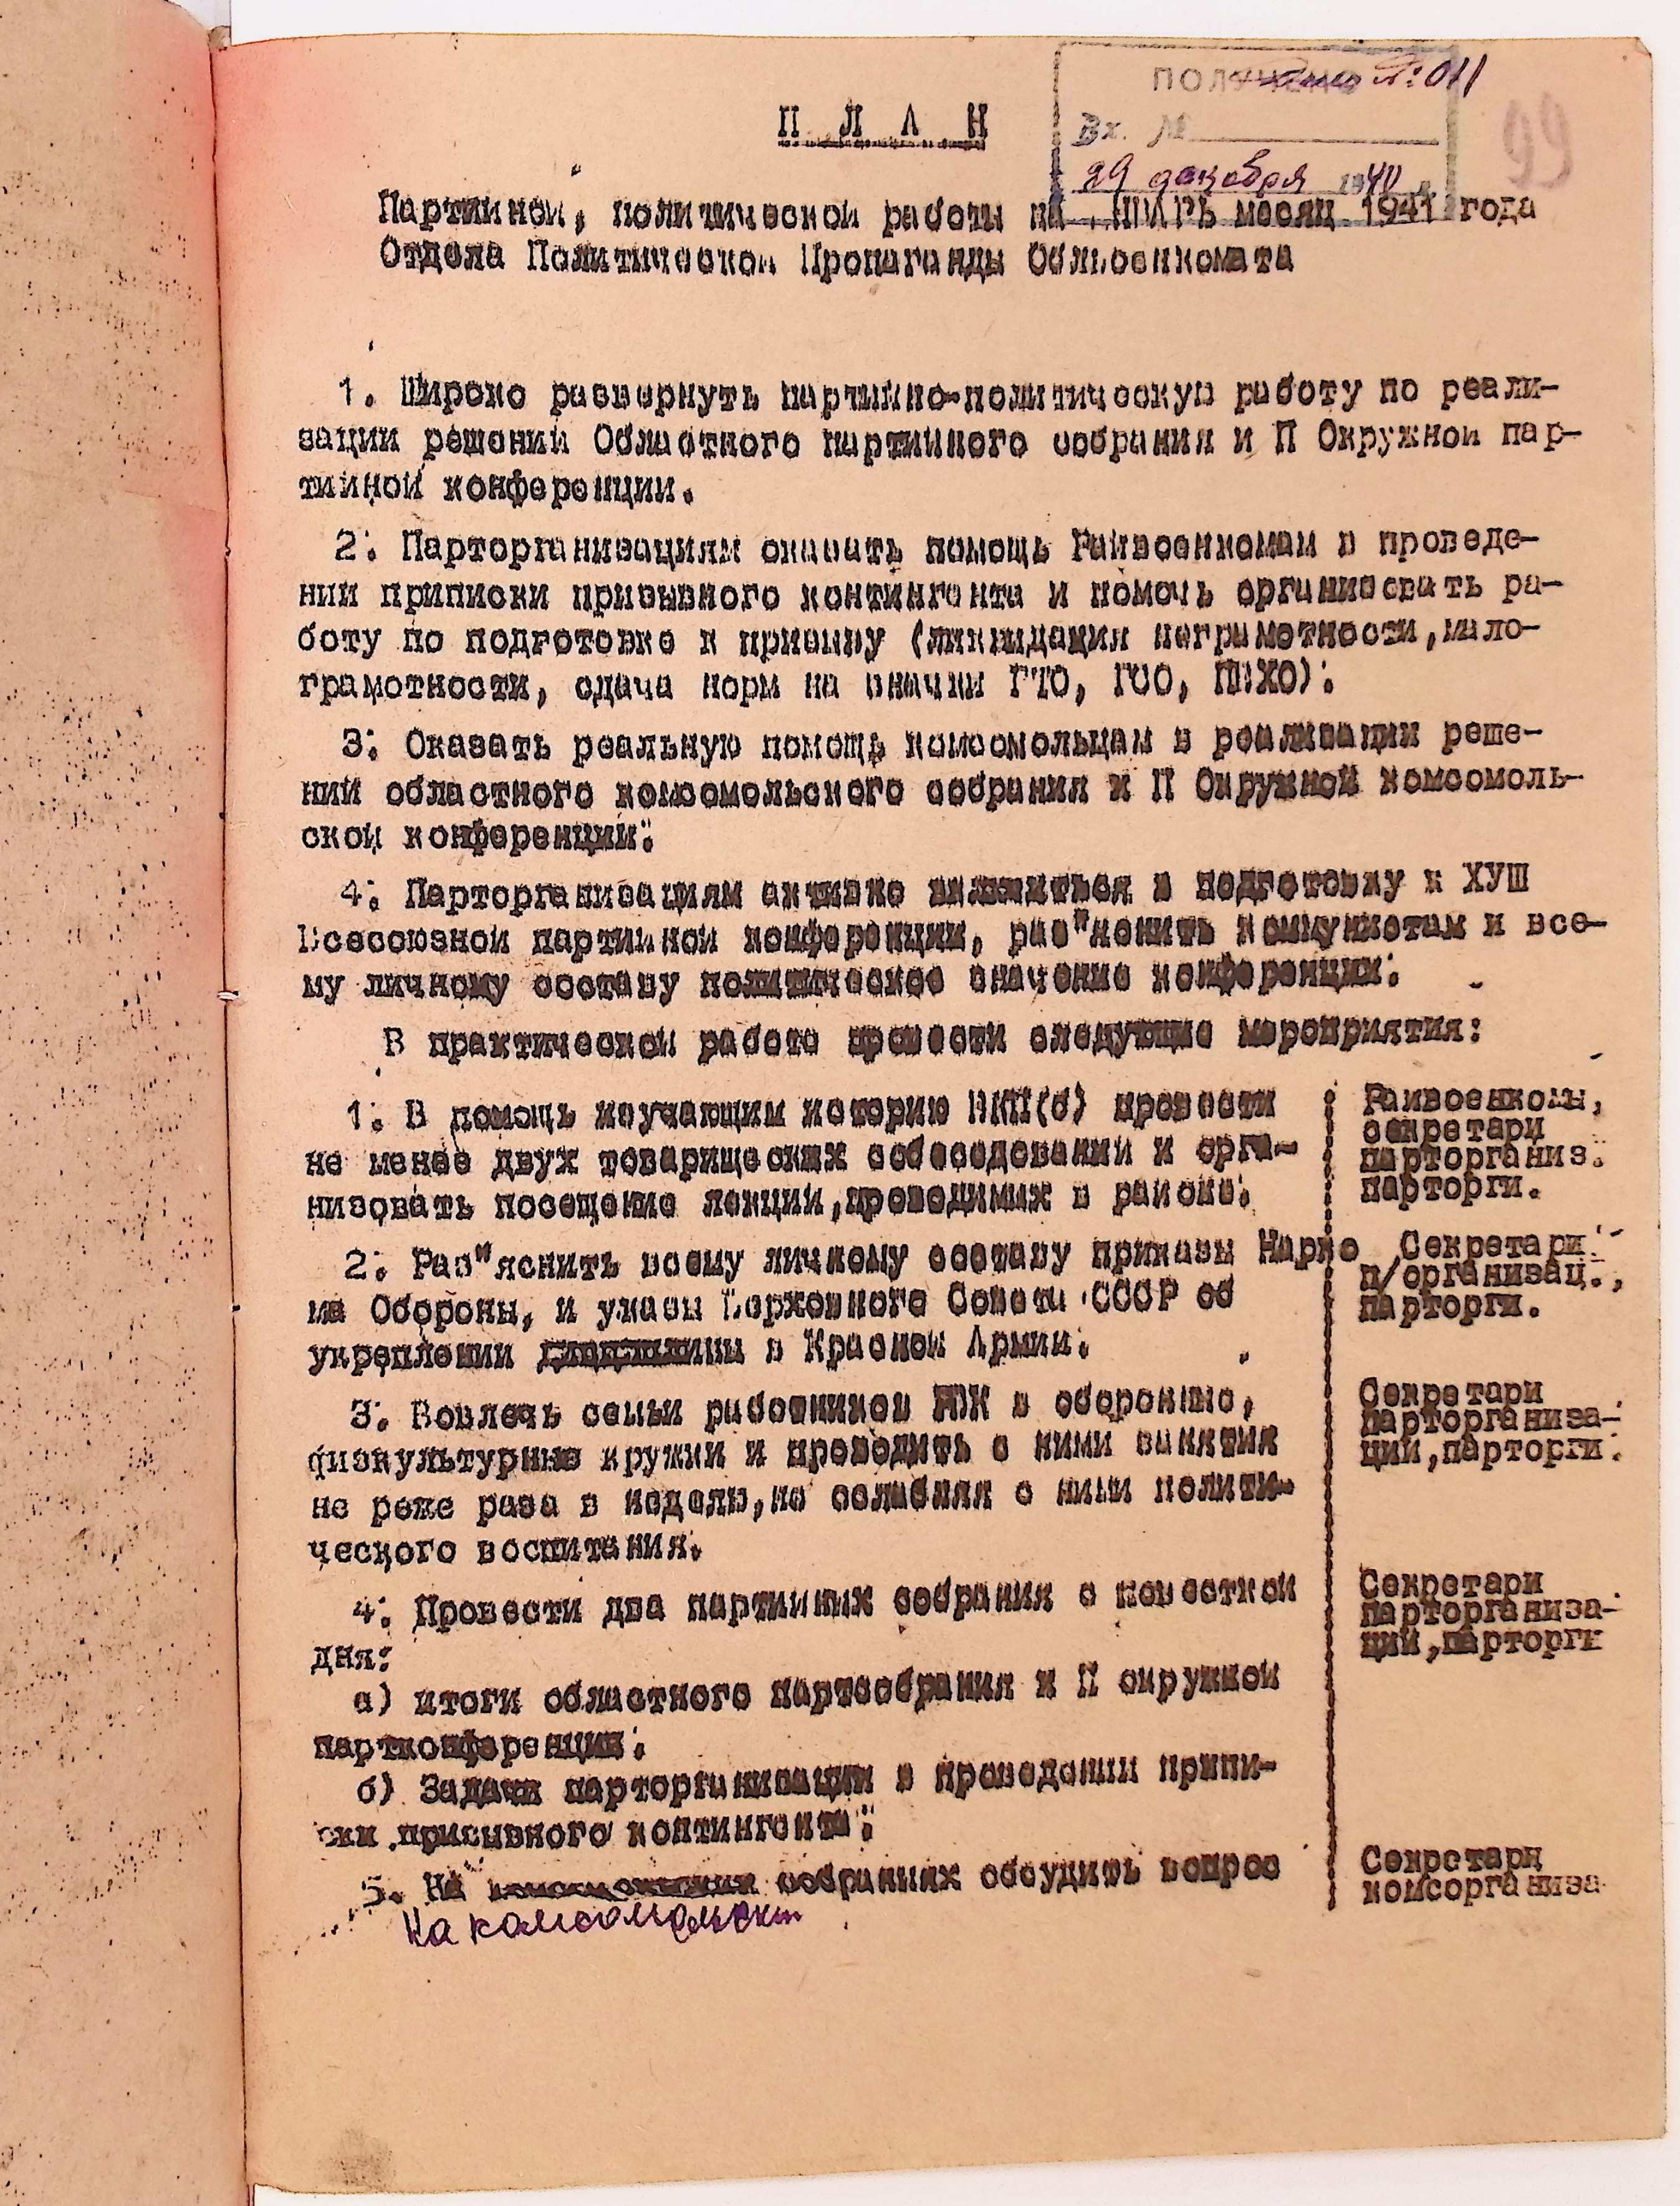 ПОЛУЧЕНО
Вх. №
29 декабря 1940 г.
99
П Л А Н
Партийной, политической работы на ЯНВАРЬ месяц 1941 года
Отдела Политической Пропаганды Облвоенкомата
1. Широко развернуть партийно-политическую работу по реали-
зации решений Областного партийного собрания и П Окружной пар-
тийной конференции.
2. Парторганизациям оказать помощь Райвоенкомам в проведе-
нии приписки призывного контингента и помочь организовать ра-
боту по подготовке к призыву (ликвидация неграмотности,мало-
грамотности, сдача норм на значки ГТО, ГСО, ПВХО).
3. Оказать реальную помощь комсомольцам в реализации реше-
ний областного комсомольского собрания и П Окружной комсомоль-
ской конференции.
4. Парторганизациям активно включиться в подготовку к ХУШ
Всесоюзной партийной конференции, раз"яснить коммунистам и все-
му личному составу политическое значение конференции.
В практической работе провести следующие мероприятия:
1. В помощь изучающим историю ВКП(б) провести
не менее двух товарищеских собеседований и орга-
низовать посещение лекций,проводимых в районе.
Райвоенкомы,
секретари
парторганиз.
парторги.
2. Раз"яснить всему личному составу приказы Нарко
ма Обороны, и указы Верховного Совета СССР об
укреплении дисциплины в Красной Армии.
Секретари
п/организац.,
парторги.
3. Вовлечь семьи работников РВК в оборонные,
физкультурные кружки и проводить с ними занятия
не реже раза в неделю,не ослабляя с ними полити-
ческого воспитания.
Секретари
парторганиза-
ций,парторги.
4. Провести два партийных собрания с повесткой
дня:
Секретари
парторганиза-
ций,парторги
а) итоги областного партсобрания и П окружной
партконференции.
б) Задачи парторганизации в проведении припи-
ски призывного контингента.
5. На собраниях обсудить вопрос
На комсомольских
Секретари
комсорганиза